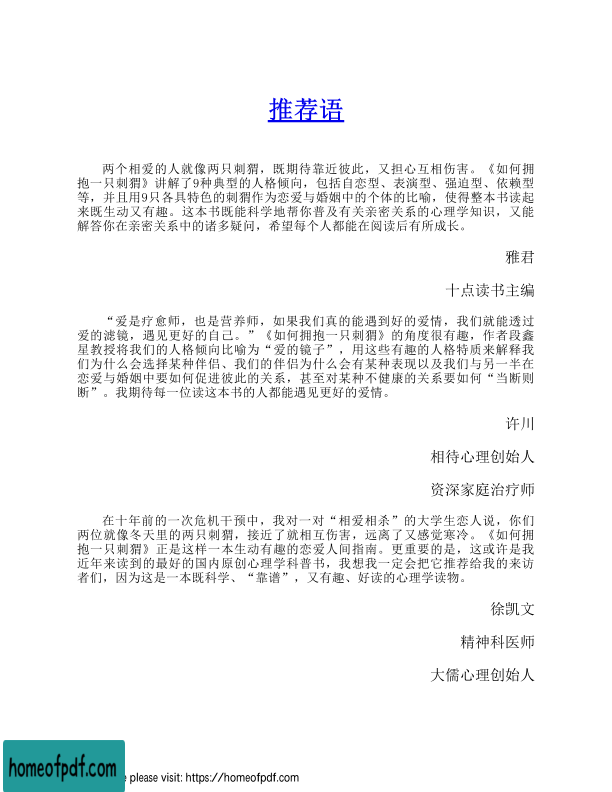 推荐语
两个相爱的人就像两只刺猬，既期待靠近彼此，又担心互相伤害。《如何拥
抱一只刺猬》讲解了9种典型的人格倾向，包括自恋型、表演型、强迫型、依赖型
等，并且用9只各具特色的刺猬作为恋爱与婚姻中的个体的比喻，使得整本书读起
来既生动又有趣。这本书既能科学地帮你普及有关亲密关系的心理学知识，又能
解答你在亲密关系中的诸多疑问，希望每个人都能在阅读后有所成长。
雅君
十点读书主编
“爱是疗愈师，也是营养师，如果我们真的能遇到好的爱情，我们就能透过
爱的滤镜，遇见更好的自己。”《如何拥抱一只刺猬》的角度很有趣，作者段鑫
星教授将我们的人格倾向比喻为“爱的镜子”，用这些有趣的人格特质来解释我
们为什么会选择某种伴侣、我们的伴侣为什么会有某种表现以及我们与另一半在
恋爱与婚姻中要如何促进彼此的关系，甚至对某种不健康的关系要如何“当断则
断”。我期待每一位读这本书的人都能遇见更好的爱情。
许川
相待心理创始人
资深家庭治疗师
在十年前的一次危机干预中，我对一对“相爱相杀”的大学生恋人说，你们
两位就像冬天里的两只刺猬，接近了就相互伤害，远离了又感觉寒冷。《如何拥
抱一只刺猬》正是这样一本生动有趣的恋爱人间指南。更重要的是，这或许是我
近年来读到的最好的国内原创心理学科普书，我想我一定会把它推荐给我的来访
者们，因为这是一本既科学、“靠谱”，又有趣、好读的心理学读物。
徐凯文
精神科医师
大儒心理创始人
homeofpdf.com
e please visit: https://homeofpdf.com